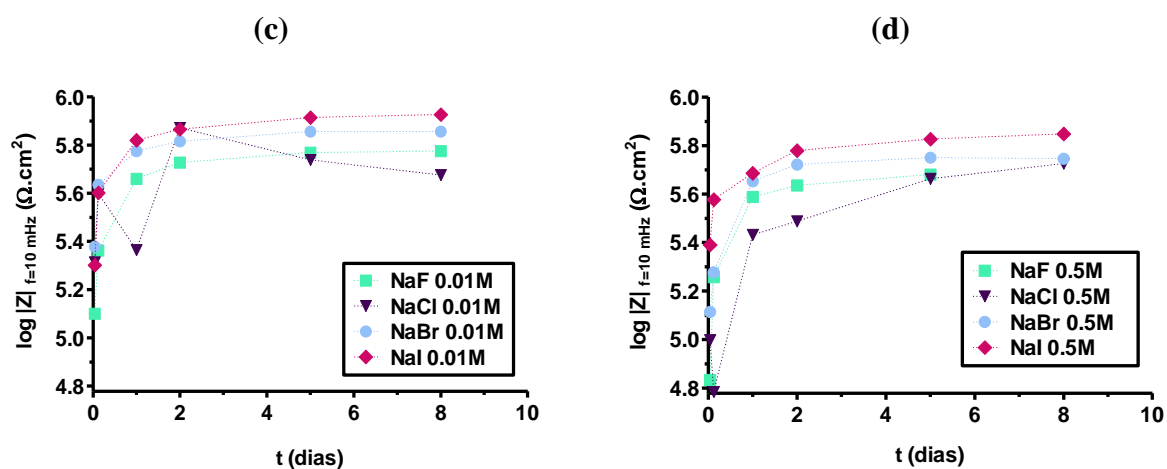 (c)
(d)
log |Z| f=10 mHz (Ω.cm2)
6.0
5.8
5.6
5.4
5.2
5.0
4.8
0
2
4
6
8
10
t (dias)
NaF 0.01M
NaCl 0.01M
NaBr 0.01M
NaI 0.01M
log |Z| f=10 mHz (Ω.cm2)
6.0
5.8
5.6
5.4
5.2
5.0
4.8
0
2
4
6
8
10
t (dias)
NaF 0.5M
NaCl 0.5M
NaBr 0.5M
NaI 0.5M